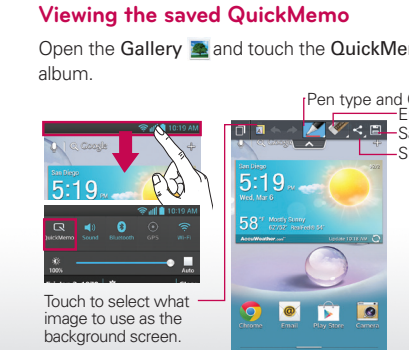 Viewing the saved QuickMemo
Open the Gallery and touch the
album.
Pen type and
10:19 AM
Google
San Diego
5:19
10:19 AM
QuickMemo Sound Bluetooth GPS Wi-Fi
100% Auto
Touch to select what
image to use as the
background screen.
Google
San Diego
5:19
Wed, Mar 6
58°F Mostly Sunny
AccuWeather
Chrome Email Play Store Camera